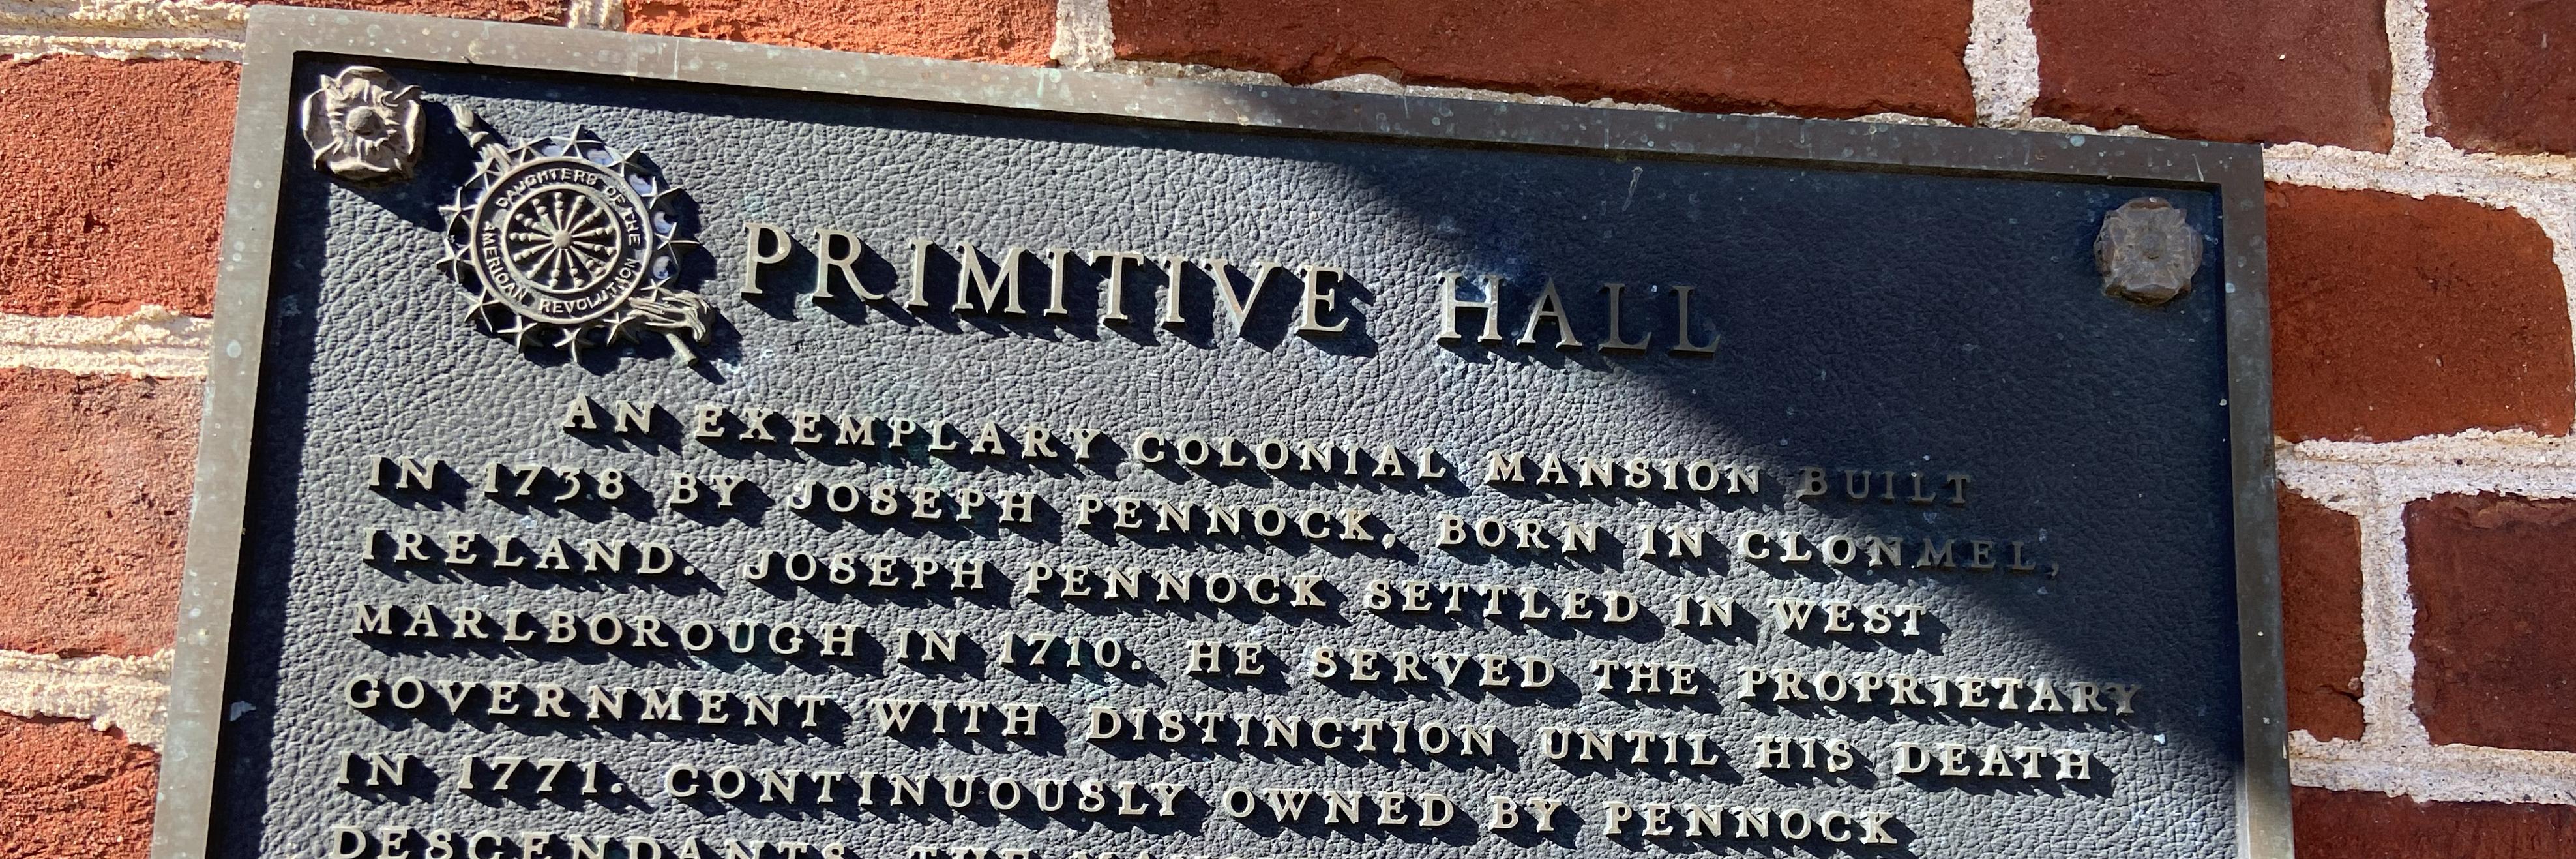 DAUGHTERS OF THE
AMERICAN REVOLUTION
PRIMITIVE HALL
AN EXEMPLARY COLONIAL MANSION BUILT
IN 1738 BY JOSEPH PENNOCK, BORN IN CLONMEL,
IRELAND. JOSEPH PENNOCK SETTLED IN WEST
MARLBOROUGH IN 1710. HE SERVED THE PROPRIETARY
GOVERNMENT WITH DISTINCTION UNTIL HIS DEATH
IN 1771. CONTINUOUSLY OWNED BY PENNOCK
DESCENDANTS, THE